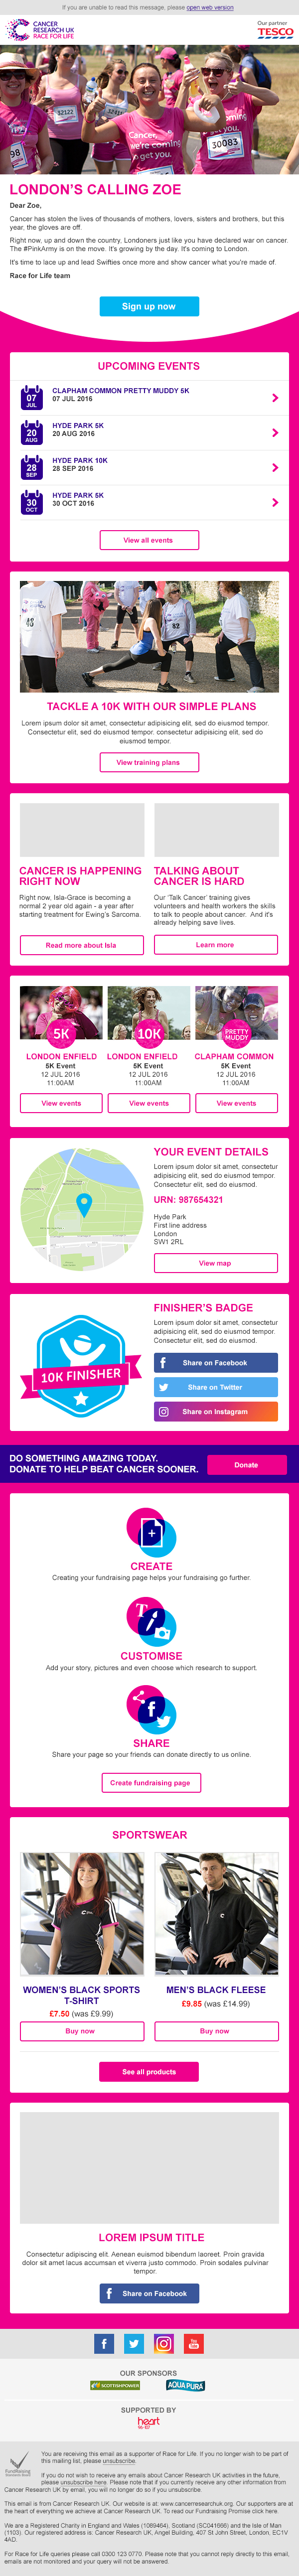 If you are unable to read this message, please open web version
CANCER
RESEARCH UK
RACE FOR LIFE
Our partner
TESCO
32122
Cancer,
we're coming
to get you.
30083
98
LONDON'S CALLING ZOE
Dear Zoe,
Cancer has stolen the lives of thousands of mothers, lovers, sisters and brothers, but this
year, the gloves are off.
Right now, up and down the country, Londoners just like you have declared war on cancer.
The #PinkArmy is on the move. It's growing by the day. It's coming to London.
It's time to lace up and lead Swifties once more and show cancer what you're made of.
Race for Life team
Sign up now
UPCOMING EVENTS
07
JUL
CLAPHAM COMMON PRETTY MUDDY 5K
07 JUL 2016
20
AUG
HYDE PARK 5K
20 AUG 2016
28
SEP
HYDE PARK 10K
28 SEP 2016
30
OCT
HYDE PARK 5K
30 OCT 2016
View all events
TACKLE A 10K WITH OUR SIMPLE PLANS
Lorem ipsum dolor sit amet, consectetur adipisicing elit, sed do eiusmod tempor.
Consectetur elit, sed do eiusmod tempor. consectetur adipisicing elit, sed do
eiusmod tempor.
View training plans
CANCER IS HAPPENING
RIGHT NOW
Right now, Isla-Grace is becoming a
normal 2 year old again - a year after
starting treatment for Ewing's Sarcoma.
Read more about Isla
TALKING ABOUT
CANCER IS HARD
Our 'Talk Cancer' training gives
volunteers and health workers the skills
to talk to people about cancer. And it's
already helping save lives.
Learn more
5K
LONDON ENFIELD
5K Event
12 JUL 2016
11:00AM
View events
10K
LONDON ENFIELD
5K Event
12 JUL 2016
11:00AM
View events
PRETTY
MUDDY
CLAPHAM COMMON
5K Event
12 JUL 2016
11:00AM
View events
YOUR EVENT DETAILS
Lorem ipsum dolor sit amet, consectetur
adipisicing elit, sed do eiusmod tempor.
Consectetur elit, sed do eiusmod.
URN: 987654321
Hyde Park
First line address
London
SW1 2RL
View map
10K FINISHER
FINISHER'S BADGE
Lorem ipsum dolor sit amet, consectetur
adipisicing elit, sed do eiusmod tempor.
Consectetur elit, sed do eiusmod.
Share on Facebook
Share on Twitter
Share on Instagram
DO SOMETHING AMAZING TODAY.
DONATE TO HELP BEAT CANCER SOONER.
Donate
CREATE
Creating your fundraising page helps your fundraising go further.
CUSTOMISE
Add your story, pictures and even choose which research to support.
SHARE
Share your page so your friends can donate directly to us online.
Create fundraising page
SPORTSWEAR
WOMEN'S BLACK SPORTS
T-SHIRT
£7.50 (was £9.99)
Buy now
MEN'S BLACK FLEESE
£9.85 (was £14.99)
Buy now
See all products
LOREM IPSUM TITLE
Consectetur adipiscing elit. Aenean euismod bibendum laoreet. Proin gravida
dolor sit amet lacus accumsan et viverra justo commodo. Proin sodales pulvinar
tempor.
Share on Facebook
You
OUR SPONSORS
SCOTTISHPOWER
AQUA PURA
SUPPORTED BY
heart
You are receiving this email as a supporter of Race for Life. If you no longer wish to be part of
this mailing list, please unsubscribe.
If you do not wish to receive any emails about Cancer Research UK activities in the future,
please unsubscribe here. Please note that if you currently receive any other information from
Cancer Research UK by email, you will no longer do so if you unsubscribe.
This email is from Cancer Research UK. Our website is at: www.cancerresearchuk.org. Our supporters are at
the heart of everything we achieve at Cancer Research UK. To read our Fundraising Promise click here.
We are a Registered Charity in England and Wales (1089464), Scotland (SC041666) and the Isle of Man
(1103). Our registered address is: Cancer Research UK, Angel Building, 407 St John Street, London, EC1V
4AD.
For Race for Life queries please call 0300 123 0770. Please note that you cannot reply directly to this email,
emails are not monitored and your query will not be answered.